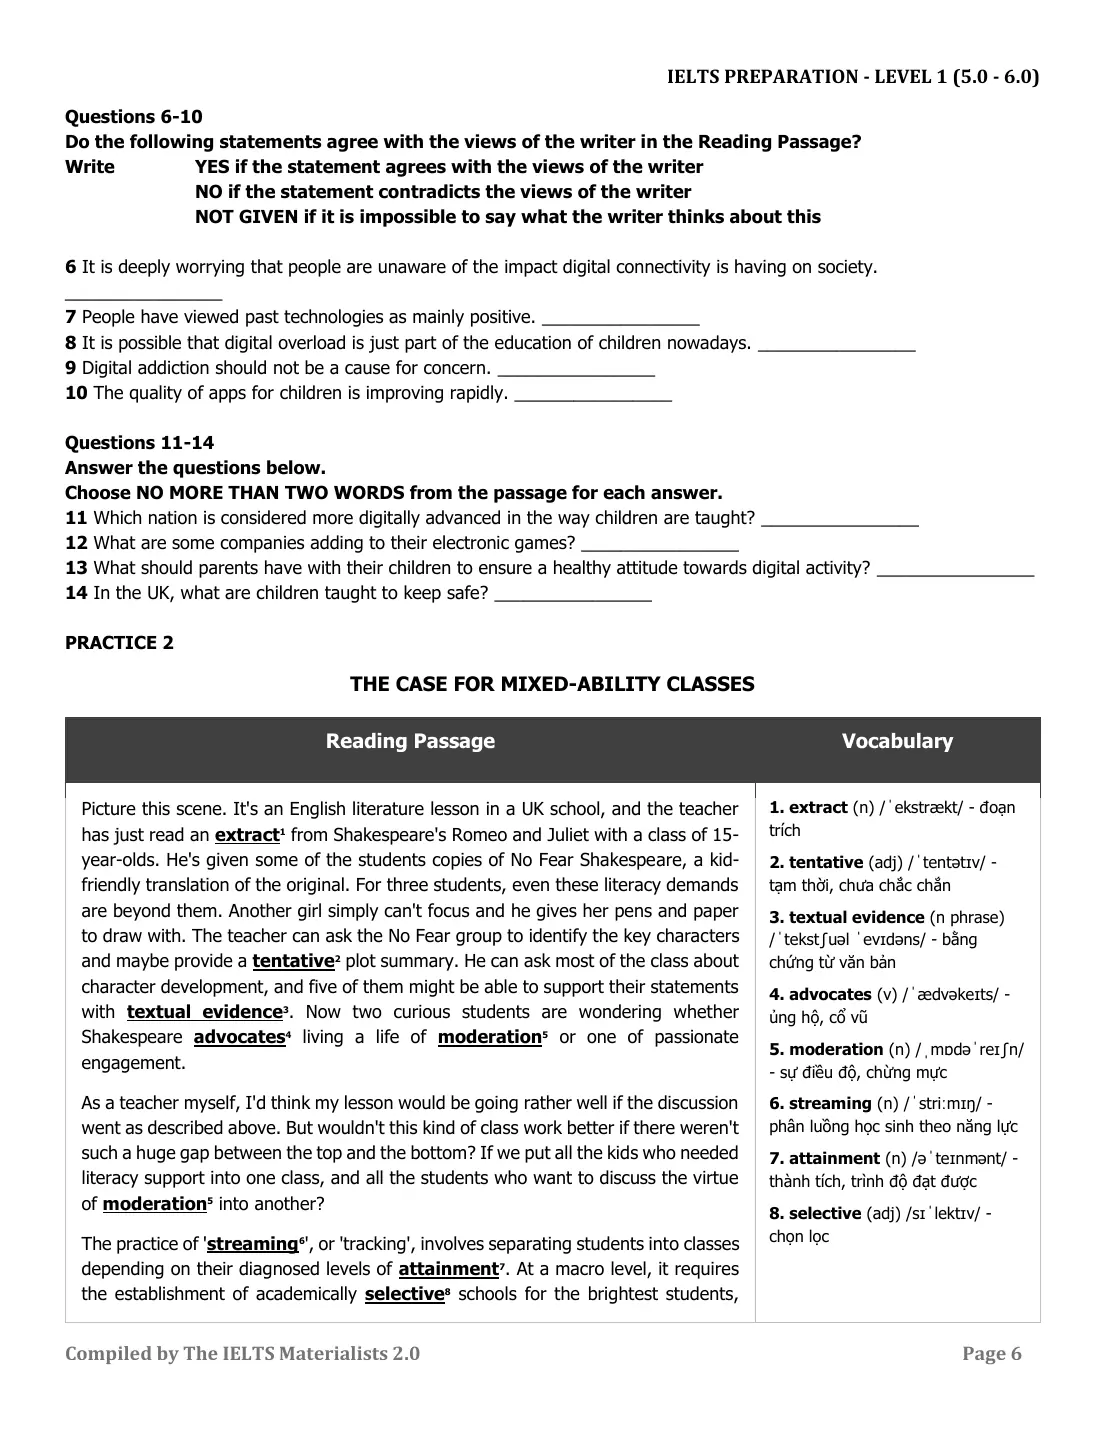 IELTS PREPARATION - LEVEL 1 (5.0 - 6.0)
Questions 6-10
Do the following statements agree with the views of the writer in the Reading Passage?
Write YES if the statement agrees with the views of the writer
NO if the statement contradicts the views of the writer
NOT GIVEN if it is impossible to say what the writer thinks about this
6 It is deeply worrying that people are unaware of the impact digital connectivity is having on society.
________________
7 People have viewed past technologies as mainly positive. ________________
8 It is possible that digital overload is just part of the education of children nowadays. ________________
9 Digital addiction should not be a cause for concern. ________________
10 The quality of apps for children is improving rapidly. ________________
Questions 11-14
Answer the questions below.
Choose NO MORE THAN TWO WORDS from the passage for each answer.
11 Which nation is considered more digitally advanced in the way children are taught? ________________
12 What are some companies adding to their electronic games? ________________
13 What should parents have with their children to ensure a healthy attitude towards digital activity? ________________
14 In the UK, what are children taught to keep safe? ________________
PRACTICE 2
THE CASE FOR MIXED-ABILITY CLASSES
Reading Passage
Picture this scene. It's an English literature lesson in a UK school, and the teacher
has just read an extract¹ from Shakespeare's Romeo and Juliet with a class of 15-
year-olds. He's given some of the students copies of No Fear Shakespeare, a kid-
friendly translation of the original. For three students, even these literacy demands
are beyond them. Another girl simply can't focus and he gives her pens and paper
to draw with. The teacher can ask the No Fear group to identify the key characters
and maybe provide a tentative² plot summary. He can ask most of the class about
character development, and five of them might be able to support their statements
with textual evidence³. Now two curious students are wondering whether
Shakespeare advocates⁴ living a life of moderation⁵ or one of passionate
engagement.
As a teacher myself, I'd think my lesson would be going rather well if the discussion
went as described above. But wouldn't this kind of class work better if there weren't
such a huge gap between the top and the bottom? If we put all the kids who needed
literacy support into one class, and all the students who want to discuss the virtue
of moderation⁵ into another?
The practice of 'streaming⁶', or 'tracking', involves separating students into classes
depending on their diagnosed levels of attainment⁷. At a macro level, it requires
the establishment of academically selective⁸ schools for the brightest students,
Vocabulary
1. extract (n) /ˈekstrækt/ - đoạn
trích
2. tentative (adj) /ˈtentətɪv/ -
tạm thời, chưa chắc chắn
3. textual evidence (n phrase)
/ˈtekstʃuəl ˈevɪdəns/ - bằng
chứng từ văn bản
4. advocates (v) /ˈædvəkeɪts/ -
ủng hộ, cổ vũ
5. moderation (n) /ˌmɒdəˈreɪʃn/
- sự điều độ, chừng mực
6. streaming (n) /ˈstriːmɪŋ/ -
phân luồng học sinh theo năng lực
7. attainment (n) /əˈteɪnmənt/ -
thành tích, trình độ đạt được
8. selective (adj) /sɪˈlektɪv/ -
chọn lọc
Compiled by The IELTS Materialists 2.0 Page 6